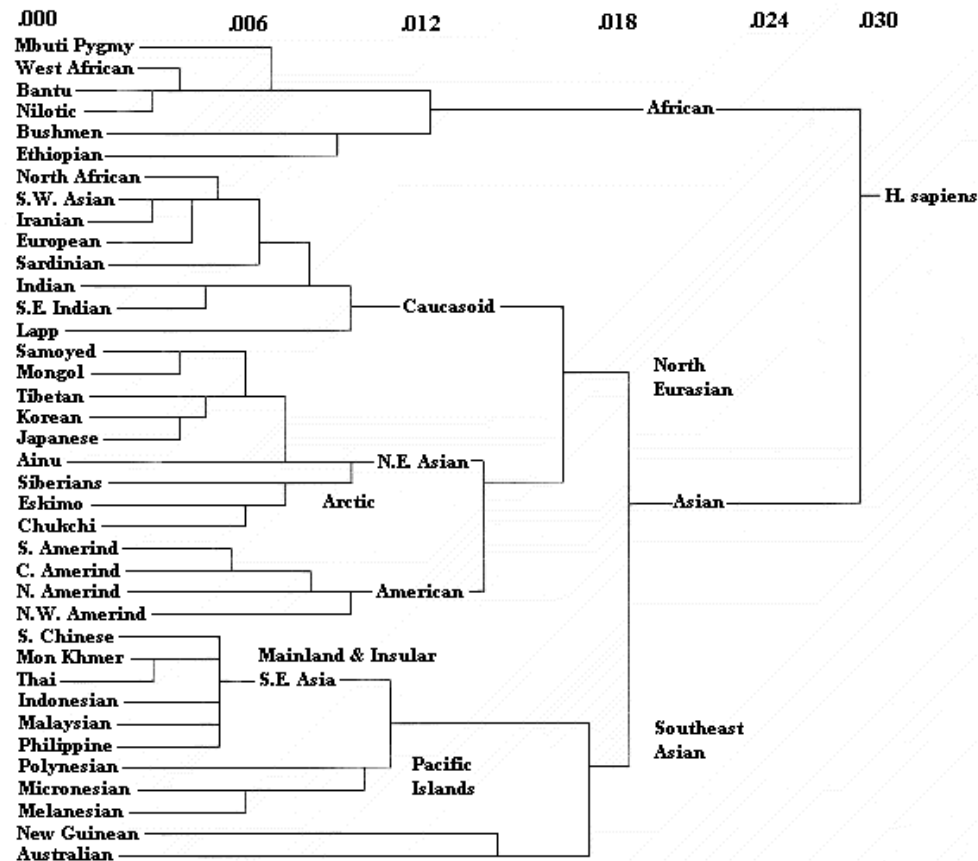 .000 .006 .012 .018 .024 .030
Mbuti Pygmy
West African
Bantu
Nilotic
African
Bushmen
Ethiopian
North African
S.W. Asian
H. sapiens
Iranian
European
Sardinian
Indian
S.E. Indian
Caucasoid
Lapp
Samoyed
Mongol
North
Eurasian
Tibetan
Korean
Japanese
Ainu
N.E. Asian
Siberians
Eskimo
Arctic
Asian
Chukchi
S. Amerind
C. Amerind
N. Amerind
American
N.W. Amerind
S. Chinese
Mon Khmer
Mainland & Insular
Thai
S.E. Asia
Indonesian
Malaysian
Philippine
Southeast
Asian
Polynesian
Micronesian
Pacific
Islands
Melanesian
New Guinean
Australian